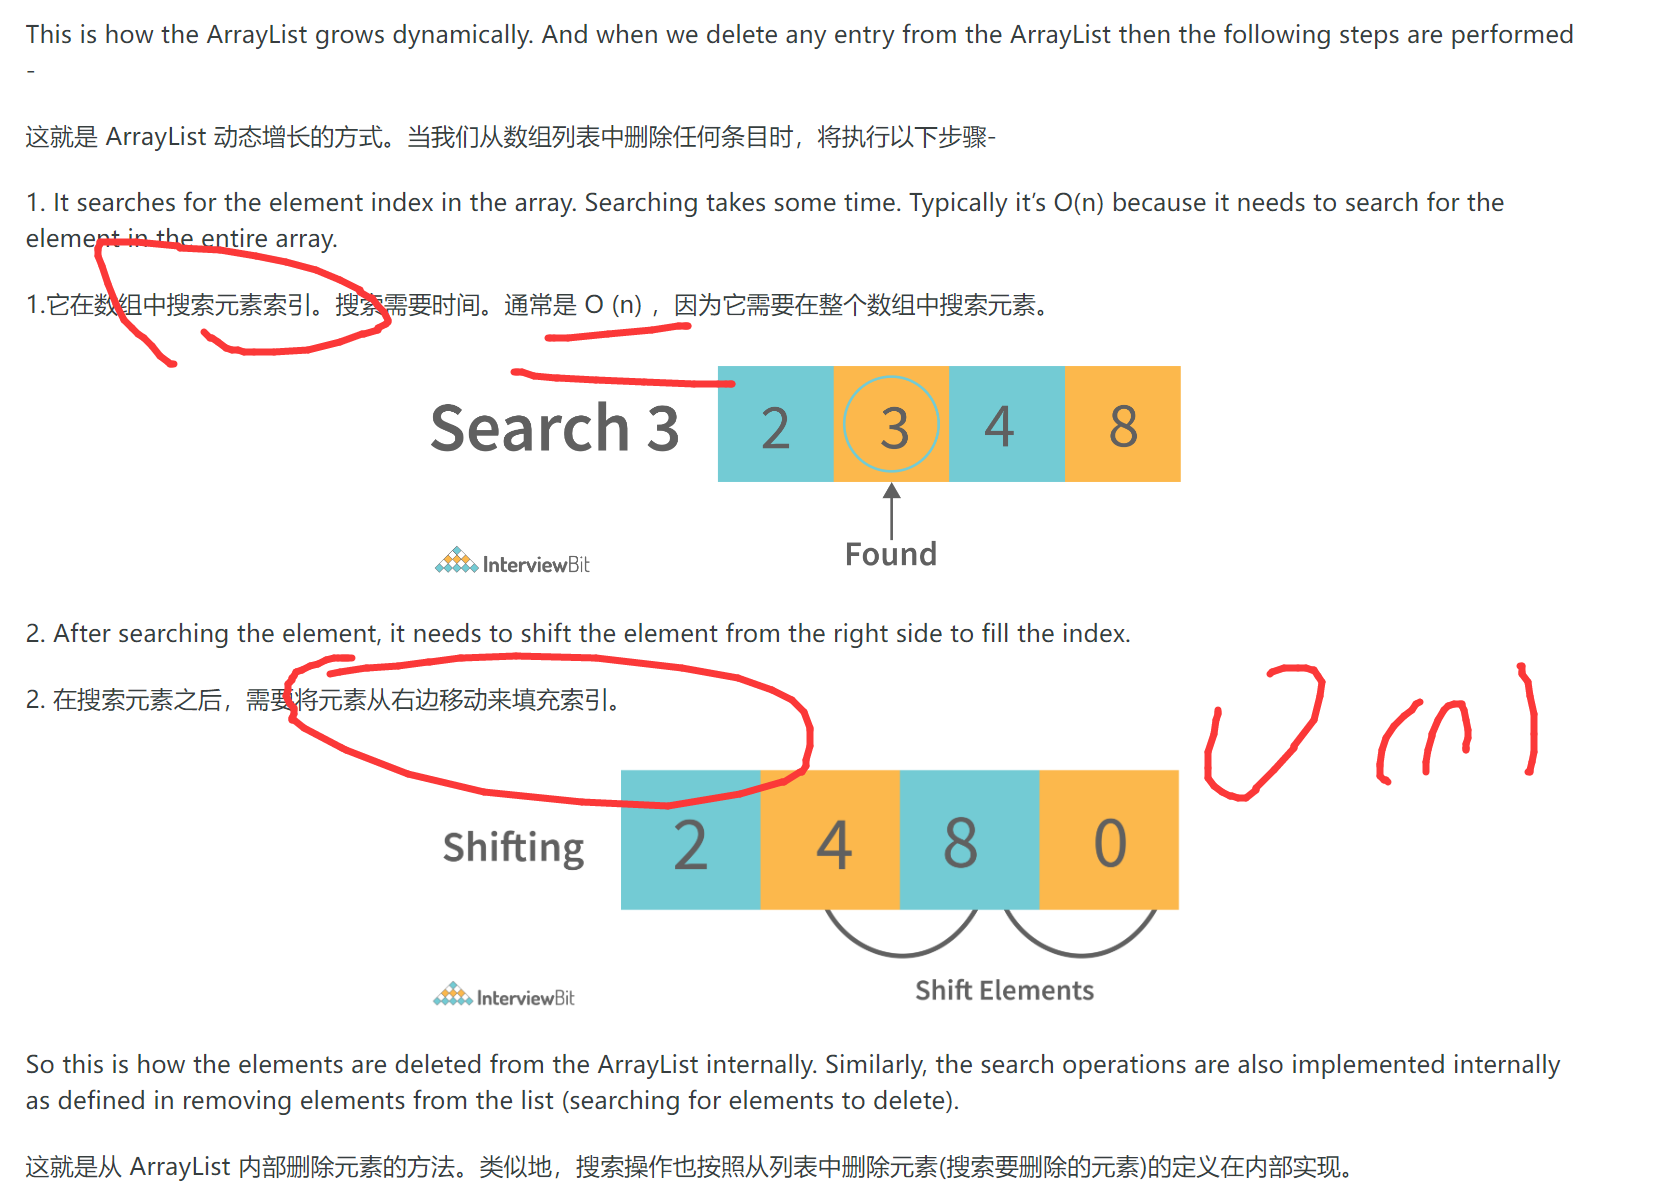 This is how the ArrayList grows dynamically. And when we delete any entry from the ArrayList then the following steps are performed
-
这就是 ArrayList 动态增长的方式。当我们从数组列表中删除任何条目时，将执行以下步骤-
1. It searches for the element index in the array. Searching takes some time. Typically it’s O(n) because it needs to search for the
element in the entire array.
1.它在数组中搜索元素索引。搜索需要时间。通常是 O (n) ，因为它需要在整个数组中搜索元素。
Search 3
2 3 4 8
Found
InterviewBit
2. After searching the element, it needs to shift the element from the right side to fill the index.
2. 在搜索元素之后，需要将元素从右边移动来填充索引。
O (n)
Shifting
2 4 8 0
Shift Elements
InterviewBit
So this is how the elements are deleted from the ArrayList internally. Similarly, the search operations are also implemented internally
as defined in removing elements from the list (searching for elements to delete).
这就是从 ArrayList 内部删除元素的方法。类似地，搜索操作也按照从列表中删除元素(搜索要删除的元素)的定义在内部实现。